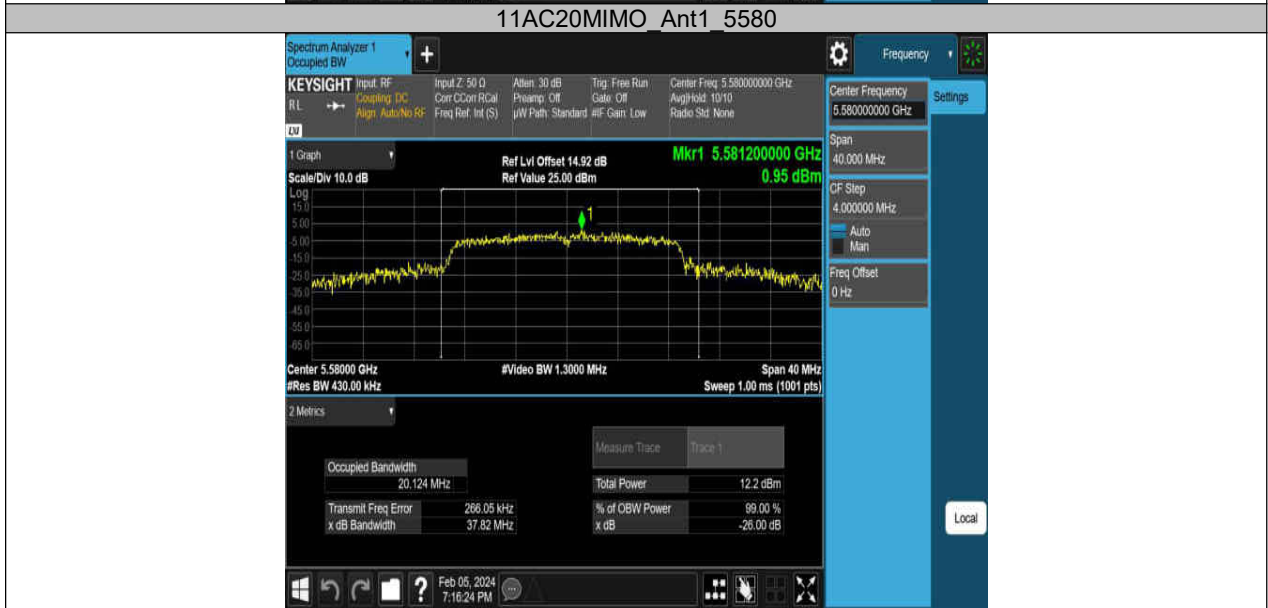 11AC20MIMO_Ant1_5580
Spectrum Analyzer 1
Occupied BW
+
Frequency
KEYSIGHT Input: RF Input Z: 50 Ω Atten: 30 dB Trig: Free Run Center Freq: 5.580000000 GHz
RL Coupling: DC Corr CCorr RCal Preamp: Off Gate: Off Avg|Hold: 10/10
Align: Auto/No RF Freq Ref: Int (S) µW Path: Standard #IF Gain: Low Radio Std: None
LXI
Center Frequency
5.580000000 GHz
Settings
Span
40.000 MHz
CF Step
4.000000 MHz
Auto
Man
Freq Offset
0 Hz
1 Graph
Ref Lvl Offset 14.92 dB Mkr1 5.581200000 GHz
Scale/Div 10.0 dB Ref Value 25.00 dBm 0.95 dBm
Log
15.0
5.00
-5.00
-15.0
-25.0
-35.0
-45.0
-55.0
-65.0
1
Center 5.58000 GHz #Video BW 1.3000 MHz Span 40 MHz
#Res BW 430.00 kHz Sweep 1.00 ms (1001 pts)
2 Metrics
Measure Trace Trace 1
Occupied Bandwidth
20.124 MHz Total Power 12.2 dBm
Transmit Freq Error 266.05 kHz % of OBW Power 99.00 %
x dB Bandwidth 37.82 MHz x dB -26.00 dB
Local
? Feb 05, 2024
7:16:24 PM